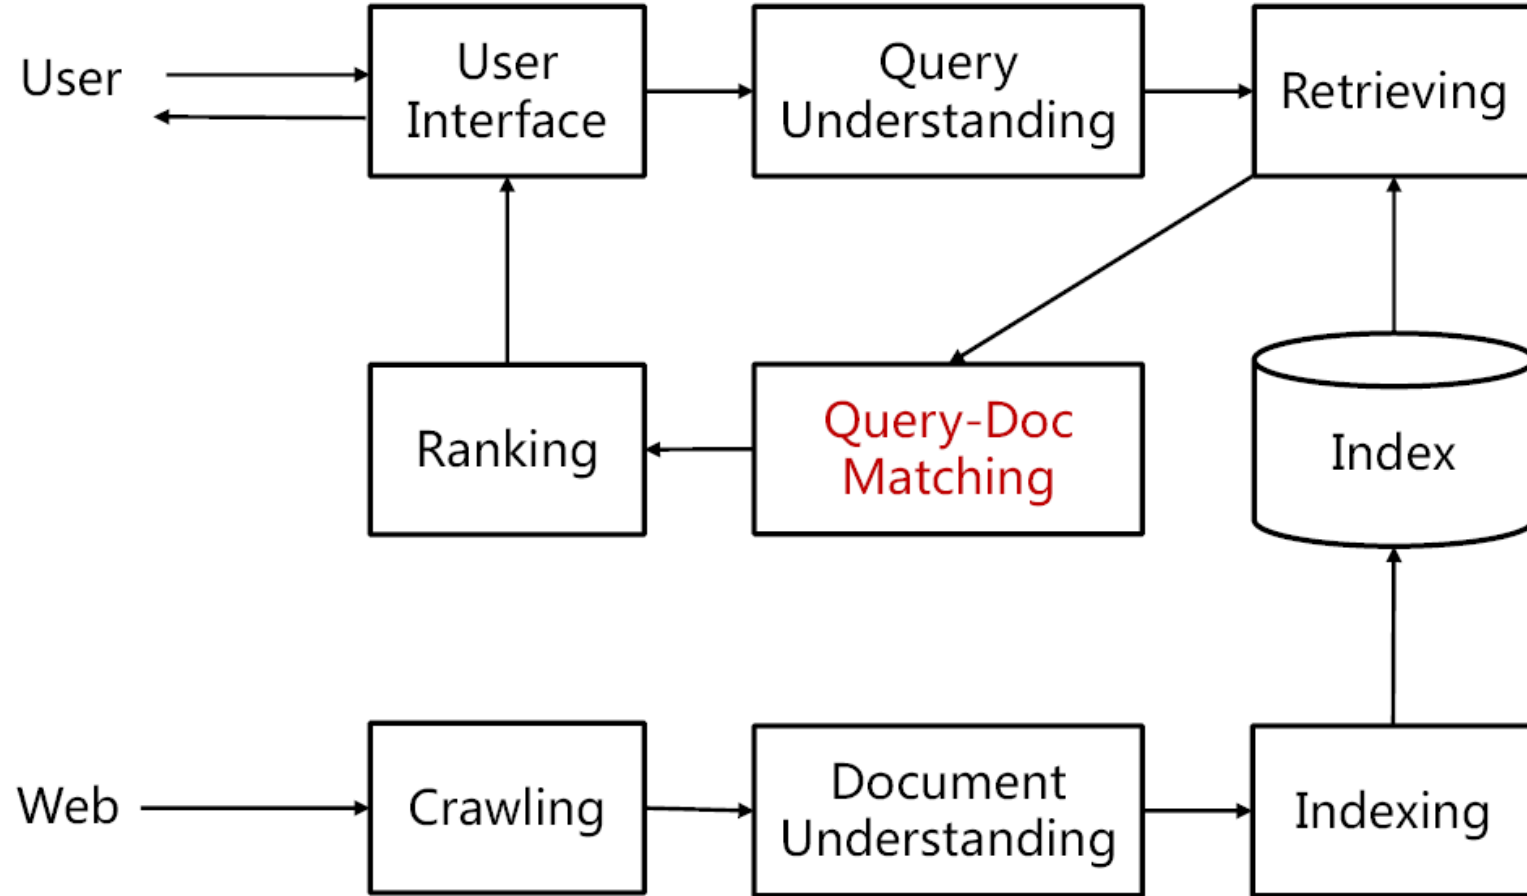 User
User
Interface
Query
Understanding
Retrieving
Ranking
Query-Doc
Matching
Index
Web
Crawling
Document
Understanding
Indexing